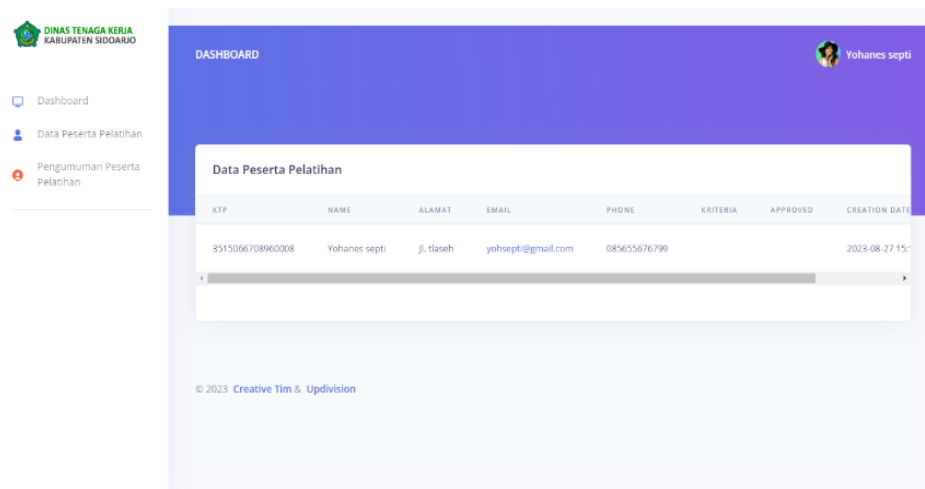 DINAS TENAGA KERJA
KABUPATEN SIDOARJO
DASHBOARD
Yohanes septi
Dashboard
Data Peserta Pelatihan
Pengumuman Peserta
Pelatihan
Data Peserta Pelatihan
KTP NAME ALAMAT EMAIL PHONE KRITERIA APPROVED CREATION DATE
3515066708960008 Yohanes septi Jl. tlaseh yohsepti@gmail.com 085655676799 2023-08-27 15:
© 2023 Creative Tim & Updivision